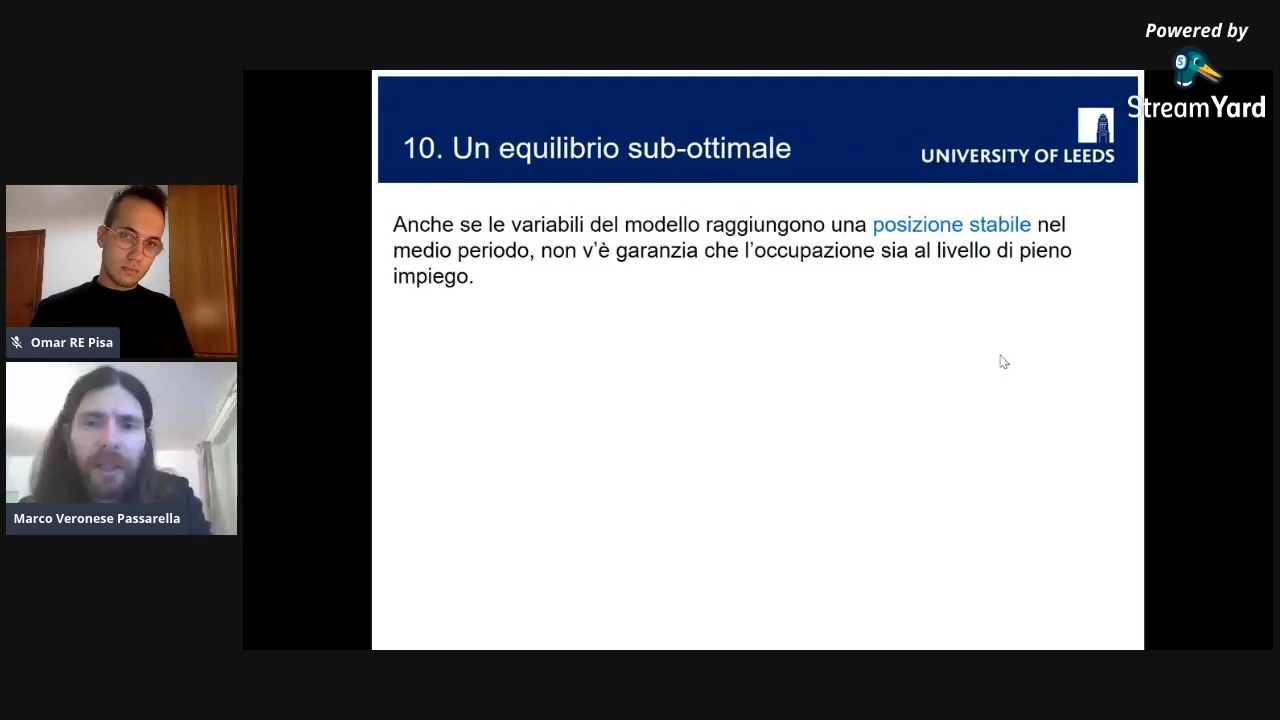 Powered by
StreamYard
10. Un equilibrio sub-ottimale
UNIVERSITY OF LEEDS
Anche se le variabili del modello raggiungono una posizione stabile nel
medio periodo, non v'è garanzia che l'occupazione sia al livello di pieno
impiego.
Omar RE Pisa
Marco Veronese Passarella